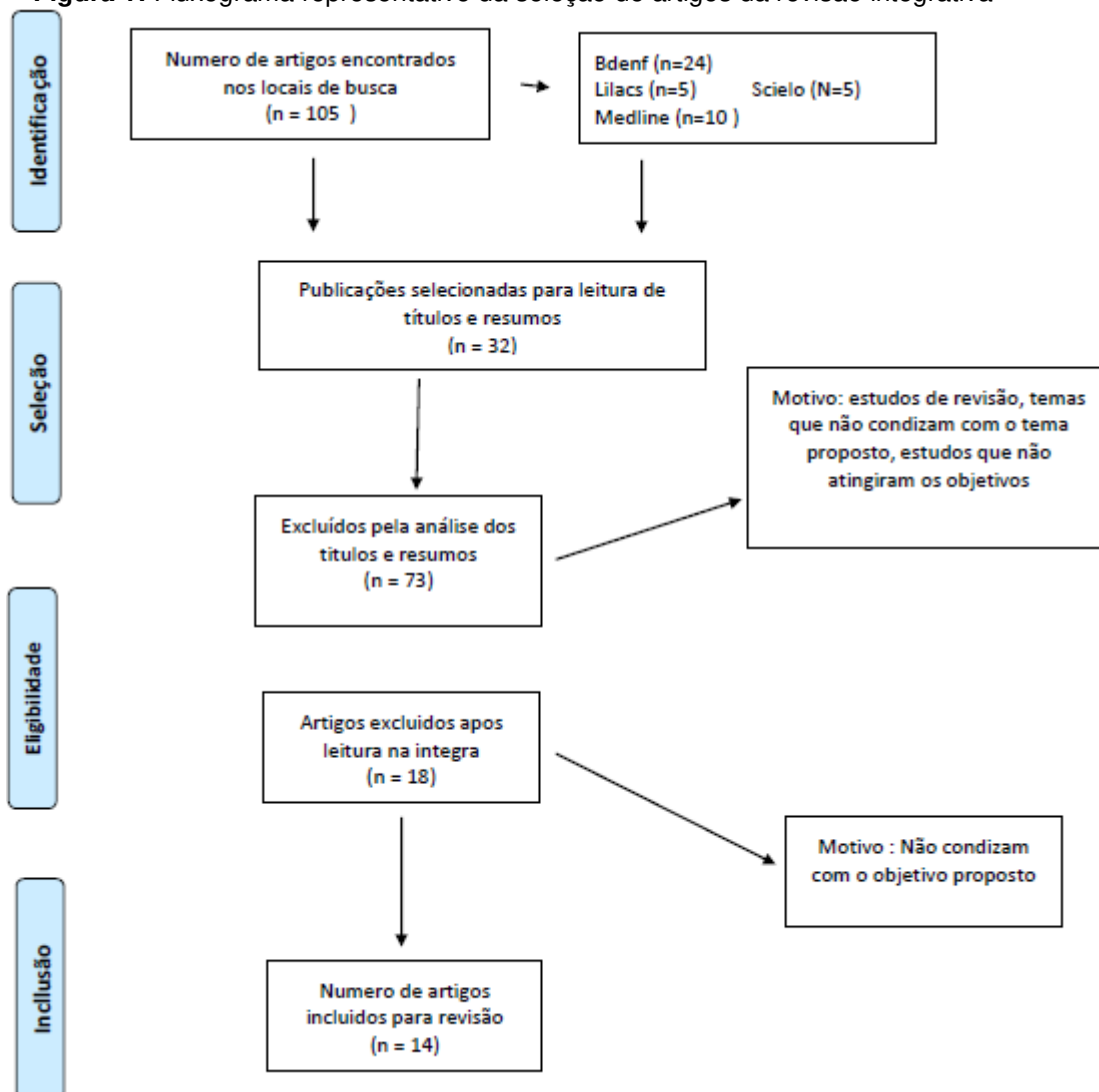 Identificação
Numero de artigos encontrados
nos locais de busca
(n = 105 )
Bdenf (n=24)
Lilacs (n=5) Scielo (N=5)
Medline (n=10 )
Seleção
Publicações selecionadas para leitura de
títulos e resumos
(n = 32)
Motivo: estudos de revisão, temas
que não condizam com o tema
proposto, estudos que não
atingiram os objetivos
Excluídos pela análise dos
titulos e resumos
(n = 73)
Eligibilidade
Artigos excluidos apos
leitura na integra
(n = 18)
Motivo : Não condizam
com o objetivo proposto
Incllusão
Numero de artigos
incluidos para revisão
(n = 14)